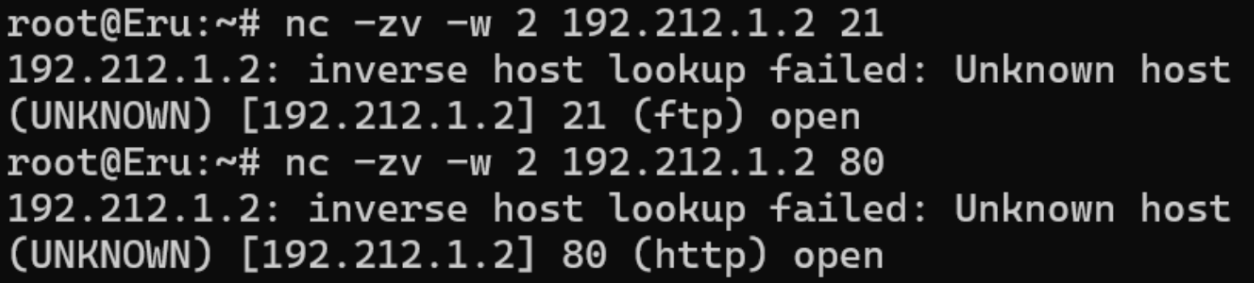 root@Eru:~# nc -zv -w 2 192.212.1.2 21
192.212.1.2: inverse host lookup failed: Unknown host
(UNKNOWN) [192.212.1.2] 21 (ftp) open
root@Eru:~# nc -zv -w 2 192.212.1.2 80
192.212.1.2: inverse host lookup failed: Unknown host
(UNKNOWN) [192.212.1.2] 80 (http) open